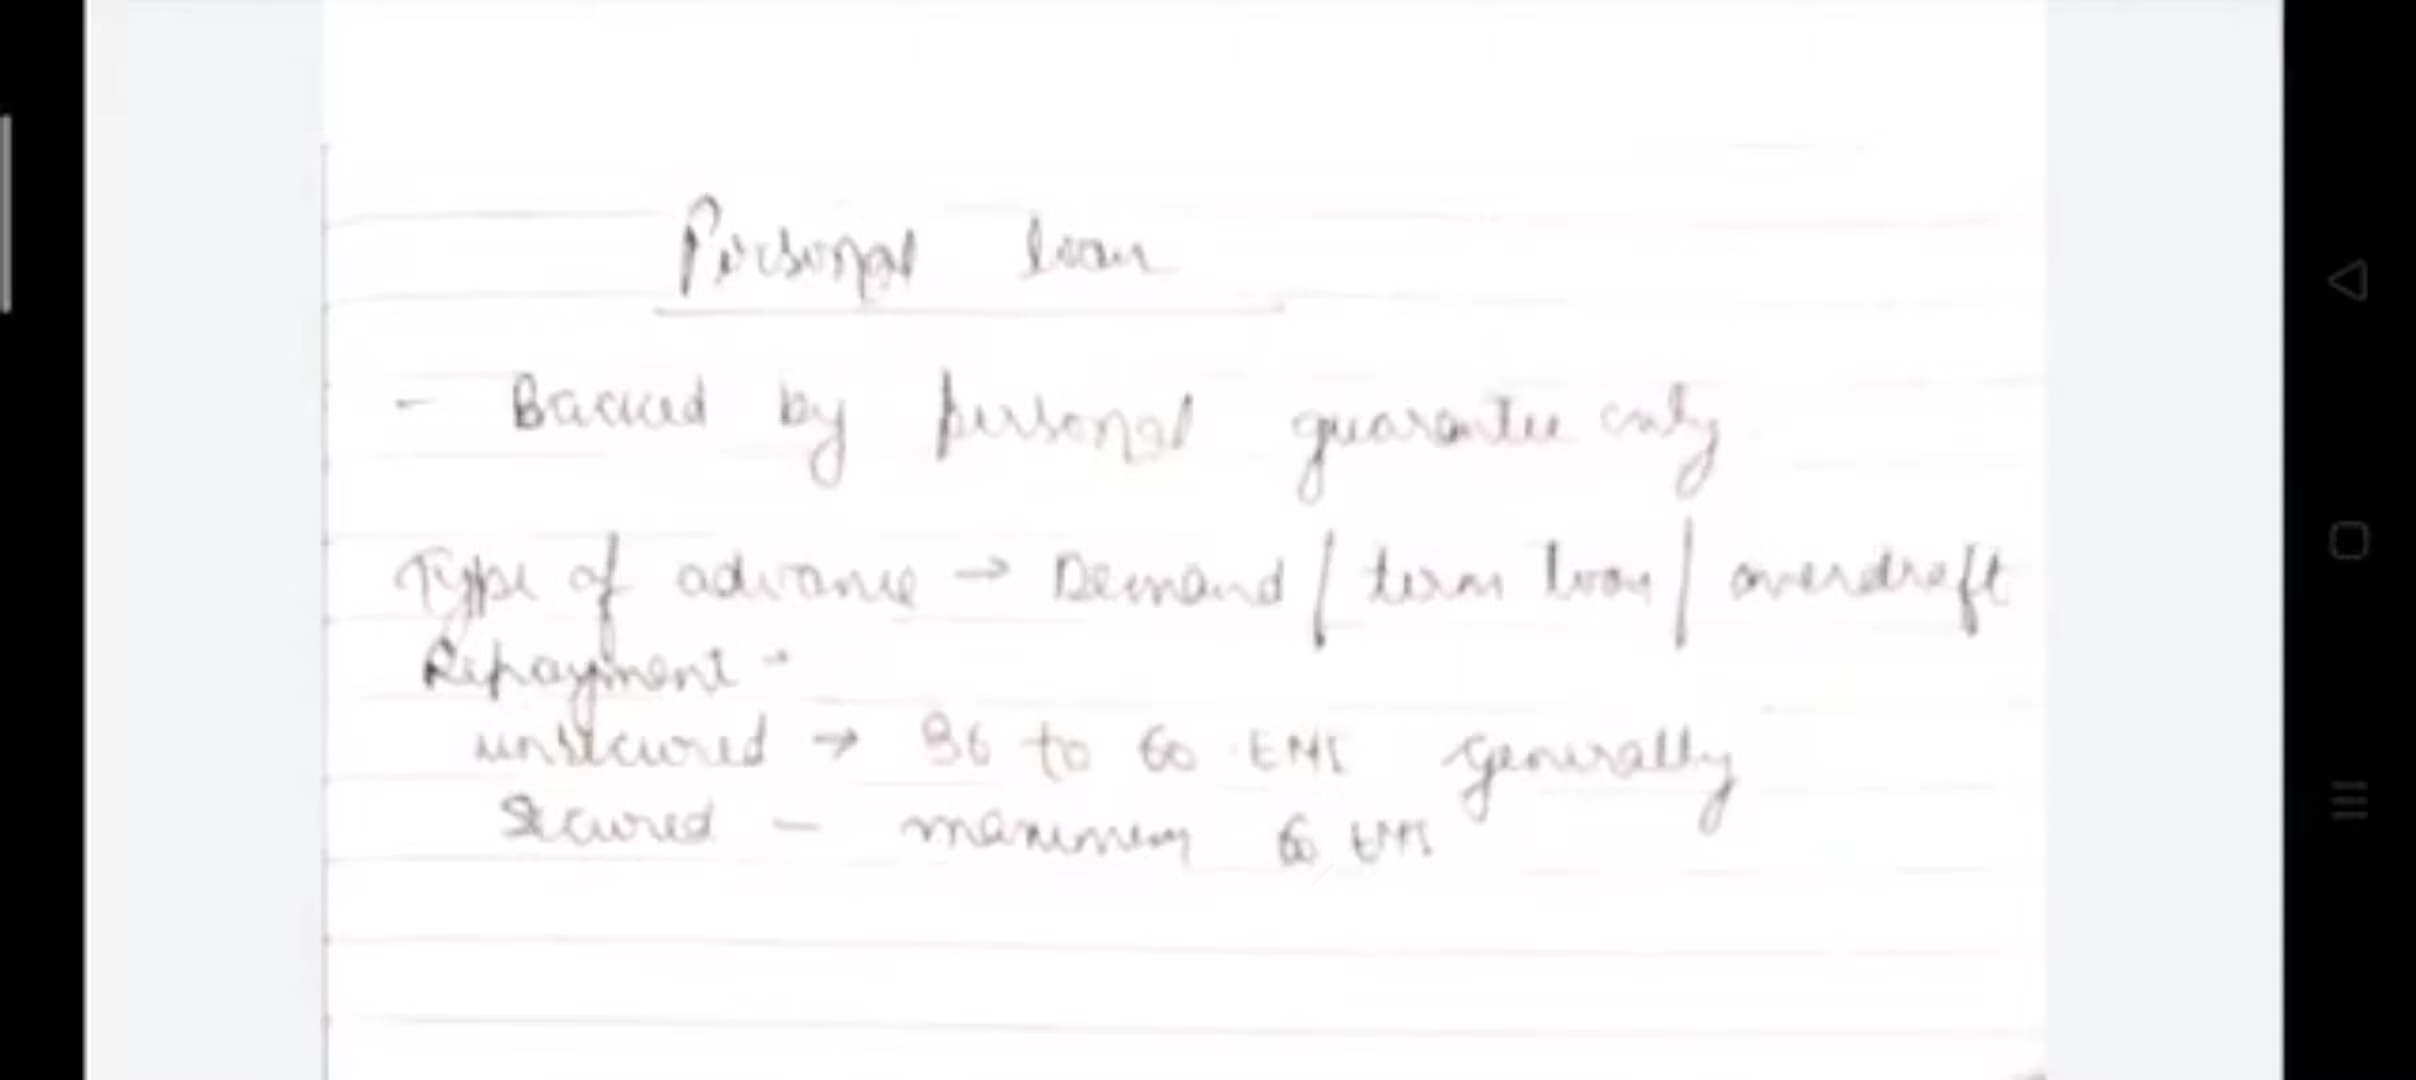 Personal loan
- Backed by personal guarantee only
Type of advance → Demand / term loan / overdraft
Repayment -
unsecured → 36 to 60 EMI generally
Secured - maximum 60 EMI